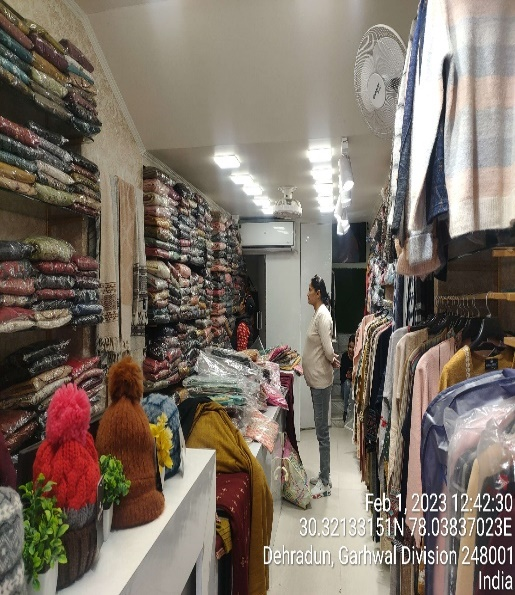 Feb 1, 2023 12:42:30
30.32133151N 78.03837023E
Dehradun, Garhwal Division 248001
India